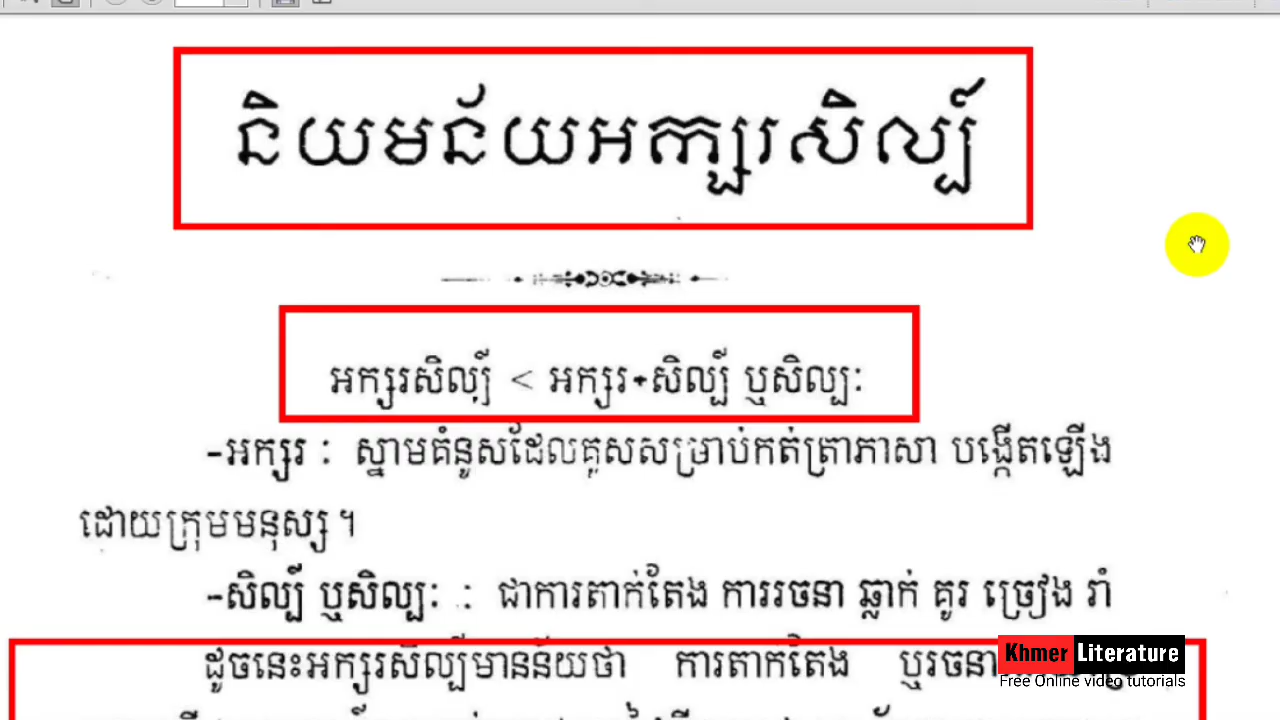 និយមន័យអក្សរសិល្ប៍
អក្សរសិល្ប៍ < អក្សរ+សិល្ប៍ ឬសិល្បៈ
-អក្សរ : ស្នាមគំនូសដែលគូសសម្រាប់កត់ត្រាភាសា បង្កើតឡើង
ដោយក្រុមមនុស្ស ។
-សិល្ប៍ ឬសិល្បៈ : ជាការតាក់តែង ការរចនា ឆ្លាក់ គូរ ច្រៀង រាំ
ដូចនេះអក្សរសិល្ប៍មានន័យថា ការតាក់តែង ឬរចនា
Khmer Literature
Free Online video tutorials